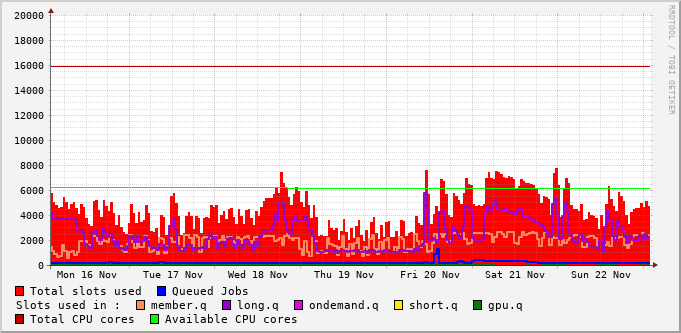 20000
18000
16000
14000
12000
10000
8000
6000
4000
2000
0
Mon 16 Nov Tue 17 Nov Wed 18 Nov Thu 19 Nov Fri 20 Nov Sat 21 Nov Sun 22 Nov
Total slots used Queued Jobs
Slots used in : member.q long.q ondemand.q short.q gpu.q
Total CPU cores Available CPU cores
RRDTOOL / TOBI OETIKER